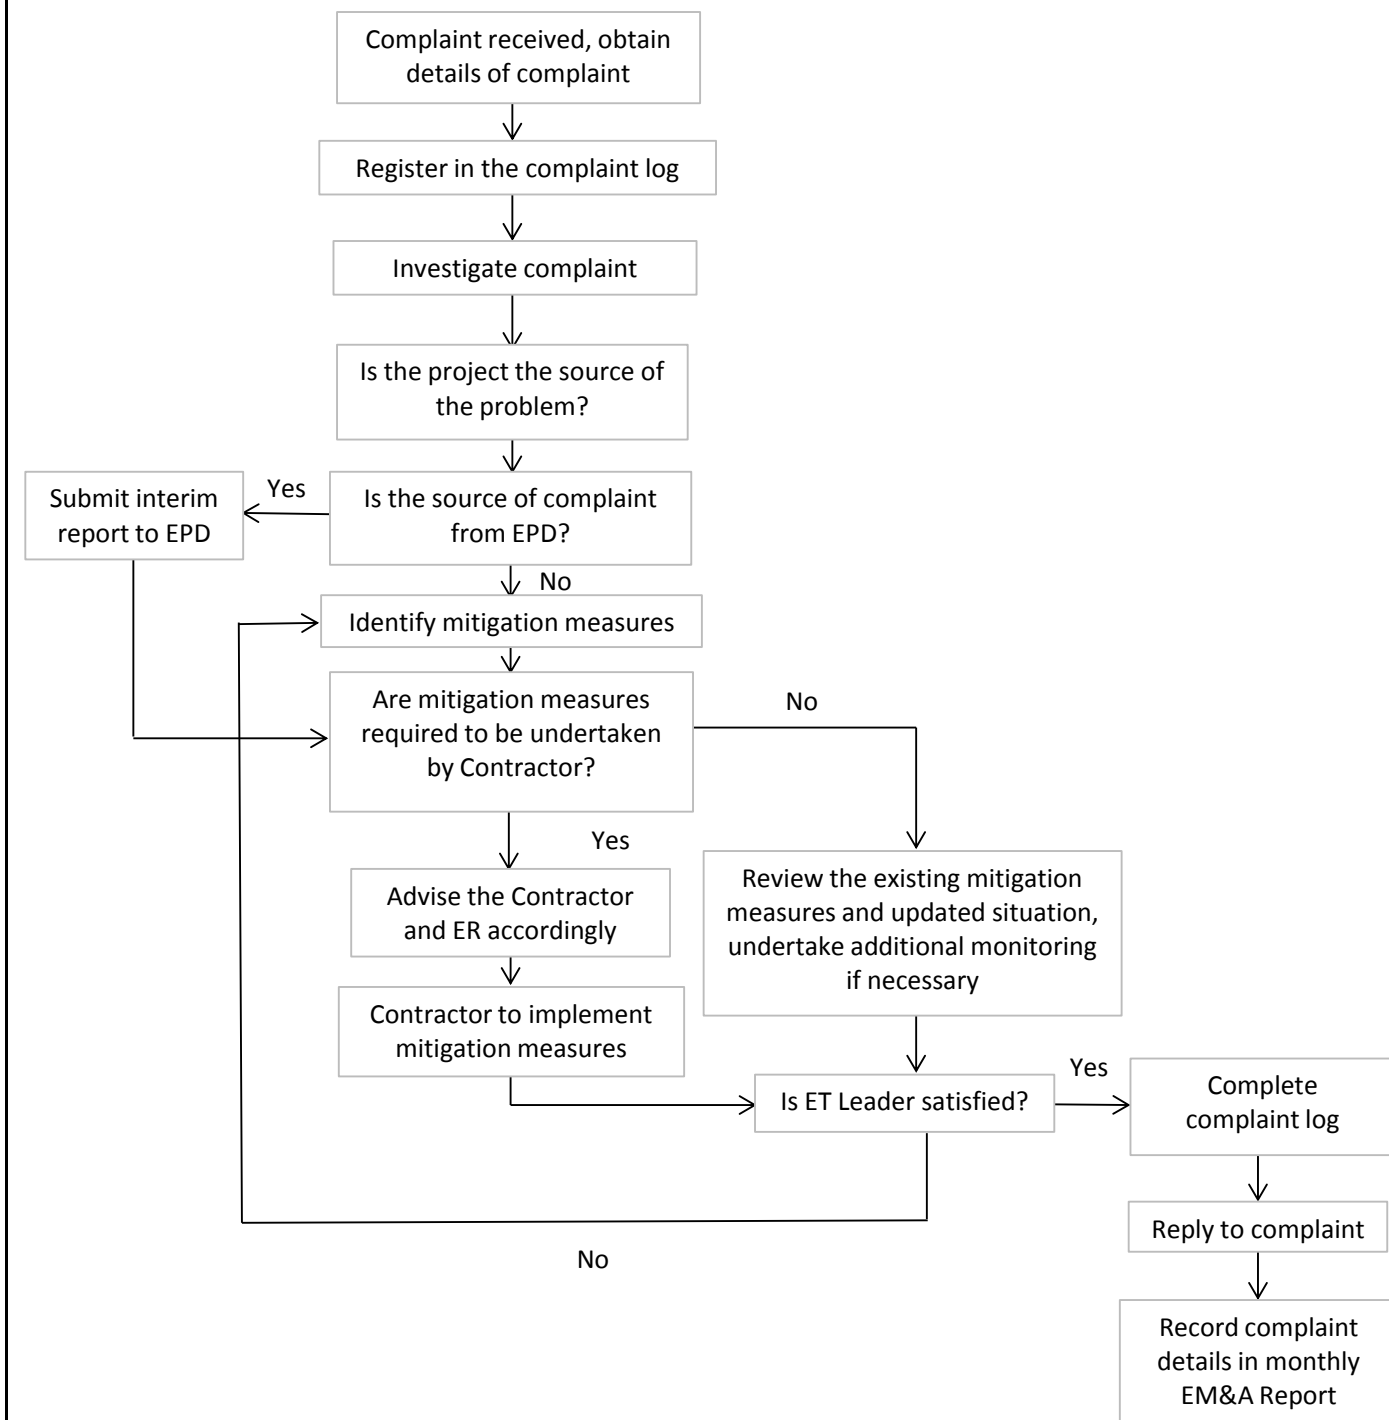 Complaint received, obtain
details of complaint
Register in the complaint log
Investigate complaint
Is the project the source of
the problem?
Submit interim
report to EPD
Yes
Is the source of complaint
from EPD?
No
Identify mitigation measures
Are mitigation measures
required to be undertaken
by Contractor?
No
Yes
Advise the Contractor
and ER accordingly
Review the existing mitigation
measures and updated situation,
undertake additional monitoring
if necessary
Contractor to implement
mitigation measures
Is ET Leader satisfied?
Yes
Complete
complaint log
No
Reply to complaint
Record complaint
details in monthly
EM&A Report